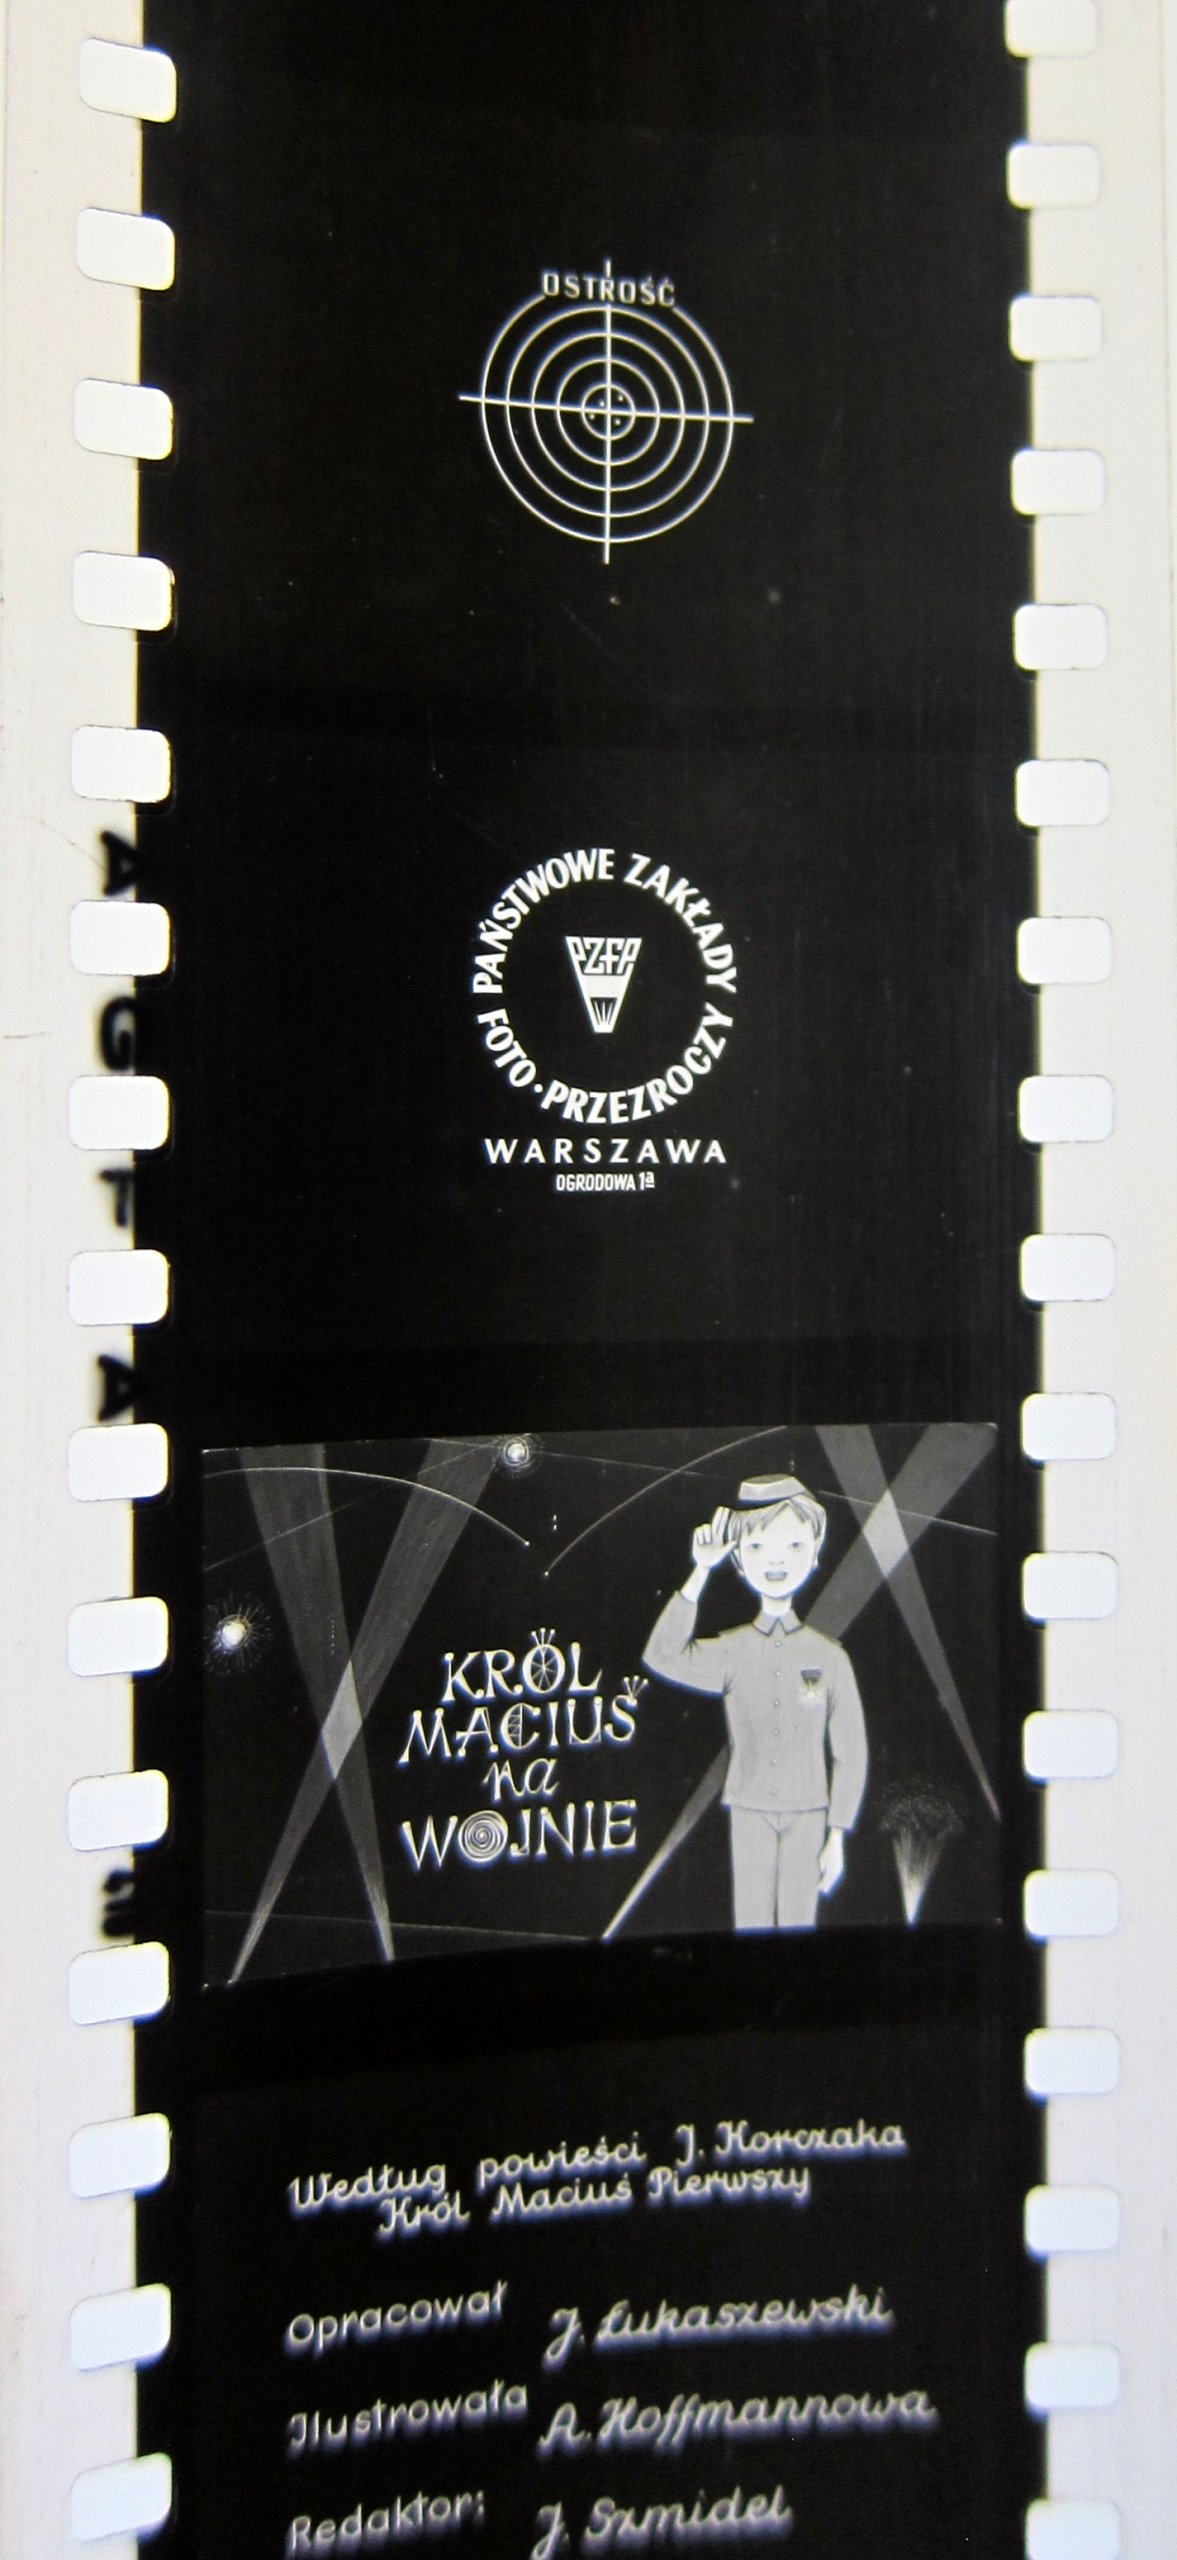 OSTROŚĆ
PAŃSTWOWE ZAKŁADY
FOTO·PRZEZROCZY
PZFP
WARSZAWA
OGRODOWA 1a
AGFA
KRÓL
MACIUŚ
na
WOJNIE
Według powieści J. Korczaka
Król Maciuś Pierwszy
Opracował J. Łukaszewski
Ilustrowała A. Hoffmannowa
Redaktor: J. Szmidel